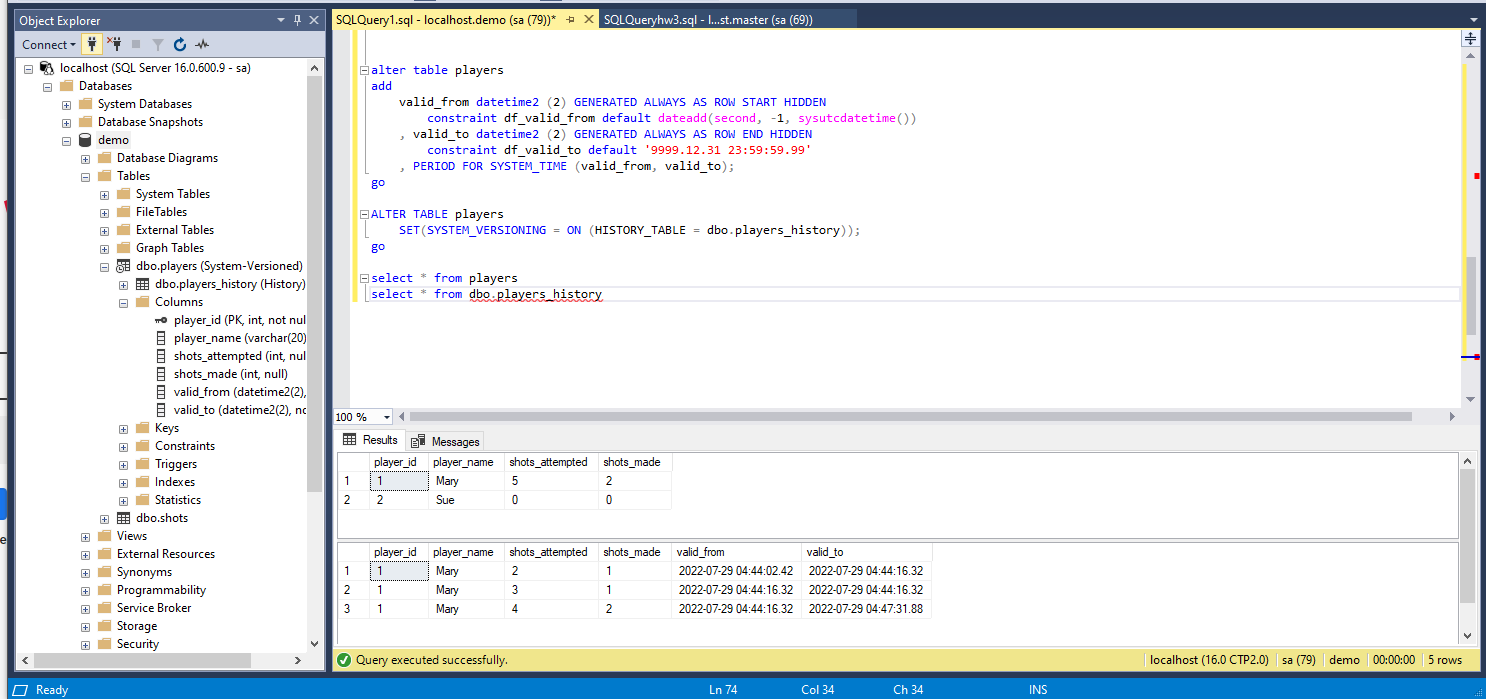 Object Explorer
Connect
localhost (SQL Server 16.0.600.9 - sa)
Databases
System Databases
Database Snapshots
demo
Database Diagrams
Tables
System Tables
FileTables
External Tables
Graph Tables
dbo.players (System-Versioned)
dbo.players_history (History)
Columns
player_id (PK, int, not nul
player_name (varchar(20)
shots_attempted (int, nul
shots_made (int, null)
valid_from (datetime2(2),
valid_to (datetime2(2), no
Keys
Constraints
Triggers
Indexes
Statistics
dbo.shots
Views
External Resources
Synonyms
Programmability
Service Broker
Storage
Security
SQLQuery1.sql - localhost.demo (sa (79))* SQLQueryhw3.sql - l...st.master (sa (69))
alter table players
add
valid_from datetime2 (2) GENERATED ALWAYS AS ROW START HIDDEN
constraint df_valid_from default dateadd(second, -1, sysutcdatetime())
, valid_to datetime2 (2) GENERATED ALWAYS AS ROW END HIDDEN
constraint df_valid_to default '9999.12.31 23:59:59.99'
, PERIOD FOR SYSTEM_TIME (valid_from, valid_to);
go
ALTER TABLE players
SET(SYSTEM_VERSIONING = ON (HISTORY_TABLE = dbo.players_history));
go
select * from players
select * from dbo.players_history
100 %
Results Messages
player_id player_name shots_attempted shots_made
1 1 Mary 5 2
2 2 Sue 0 0
player_id player_name shots_attempted shots_made valid_from valid_to
1 1 Mary 2 1 2022-07-29 04:44:02.42 2022-07-29 04:44:16.32
2 1 Mary 3 1 2022-07-29 04:44:16.32 2022-07-29 04:44:16.32
3 1 Mary 4 2 2022-07-29 04:44:16.32 2022-07-29 04:47:31.88
Query executed successfully. localhost (16.0 CTP2.0) sa (79) demo 00:00:00 5 rows
Ready Ln 74 Col 34 Ch 34 INS